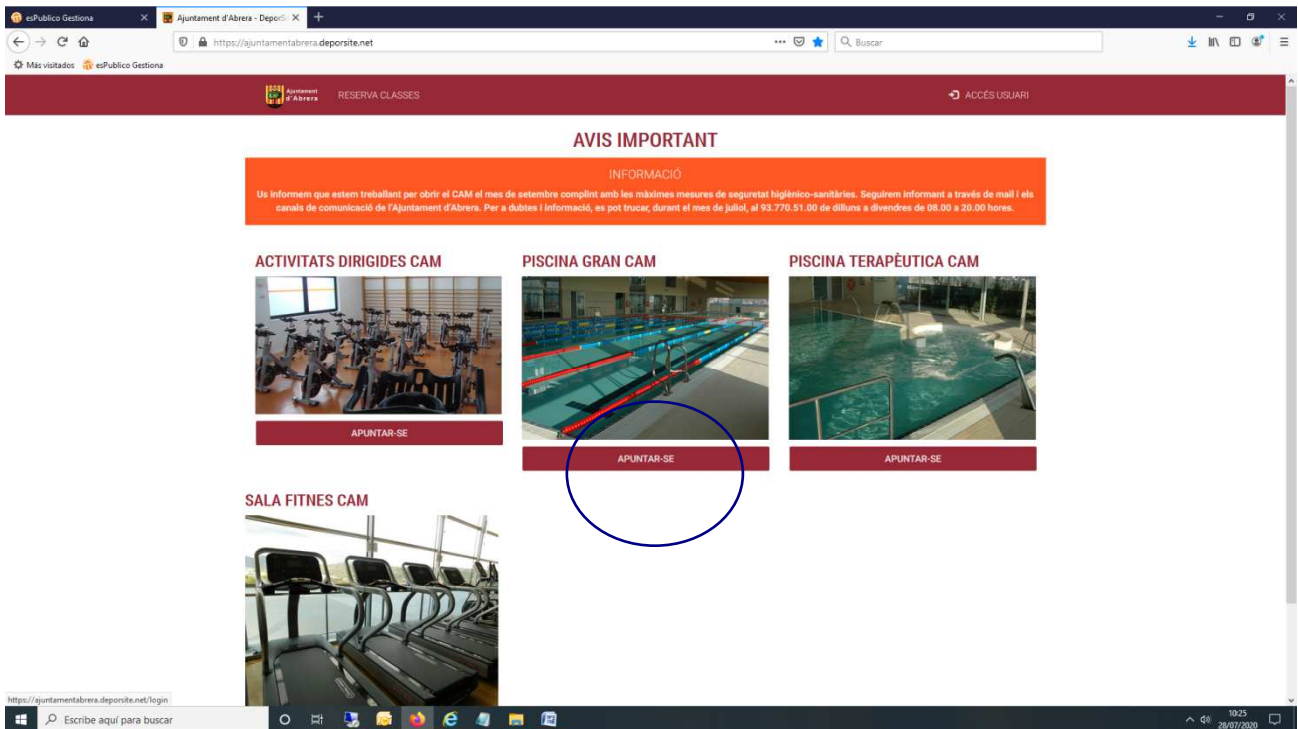 esPublico Gestiona
Ajuntament d'Abrera - DeporSi
https://ajuntamentabrera.deporsite.net
Buscar
Más visitados
esPublico Gestiona
Ajuntament
d'Abrera
RESERVA CLASSES
ACCÉS USUARI
AVIS IMPORTANT
INFORMACIÓ
Us informem que estem treballant per obrir el CAM el mes de setembre complint amb les màximes mesures de seguretat higiènico-sanitàries. Seguirem informant a través de mail i els
canals de comunicació de l'Ajuntament d'Abrera. Per a dubtes i informació, es pot trucar, durant el mes de juliol, al 93.770.51.00 de dilluns a divendres de 08.00 a 20.00 hores.
ACTIVITATS DIRIGIDES CAM
PISCINA GRAN CAM
PISCINA TERAPÈUTICA CAM
APUNTAR-SE
APUNTAR-SE
APUNTAR-SE
SALA FITNES CAM
https://ajuntamentabrera.deporsite.net/login
Escribe aquí para buscar
10:25
28/07/2020